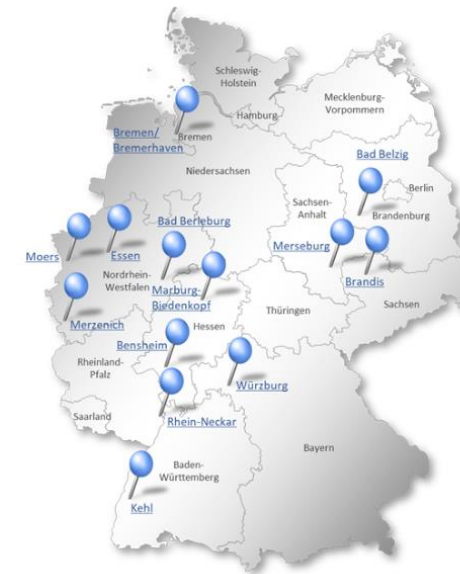 Schleswig-
Holstein
Mecklenburg-
Vorpommern
Hamburg
Bremen/
Bremerhaven
Bremen
Niedersachsen
Bad Belzig
Berlin
Brandenburg
Sachsen-
Anhalt
Merseburg
Brandis
Sachsen
Bad Berleburg
Moers
Essen
Nordrhein-
Westfalen
Marburg-
Biedenkopf
Thüringen
Merzenich
Hessen
Bensheim
Rheinland-
Pfalz
Würzburg
Saarland
Rhein-Neckar
Bayern
Baden-
Württemberg
Kehl